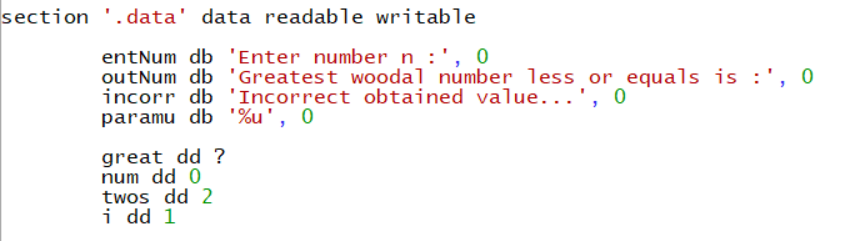 section '.data' data readable writable
entNum db 'Enter number n :', 0
outNum db 'Greatest woodal number less or equals is :', 0
incorr db 'Incorrect obtained value...', 0
paramu db '%u', 0
great dd ?
num dd 0
twos dd 2
i dd 1